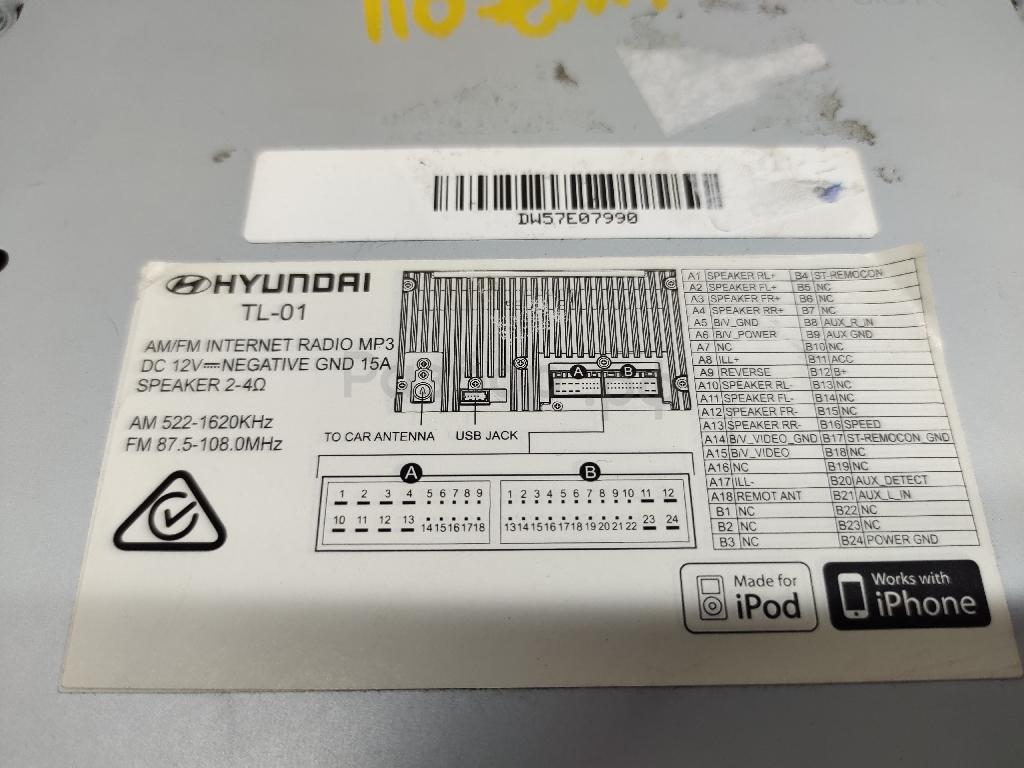 DW57E07990
HYUNDAI
TL-01
AM/FM INTERNET RADIO MP3
DC 12V⎓NEGATIVE GND 15A
SPEAKER 2-4Ω
AM 522-1620KHz
FM 87.5-108.0MHz
A B
TO CAR ANTENNA USB JACK
A B
1 2 3 4 5 6 7 8 9 1 2 3 4 5 6 7 8 9 10 11 12
10 11 12 13 14 15 16 17 18 13 14 15 16 17 18 19 20 21 22 23 24
A1 SPEAKER RL+ B4 ST-REMOCON
A2 SPEAKER FL+ B5 NC
A3 SPEAKER FR+ B6 NC
A4 SPEAKER RR+ B7 NC
A5 B/V_GND B8 AUX_R_IN
A6 B/V_POWER B9 AUX GND
A7 NC B10 NC
A8 ILL+ B11 ACC
A9 REVERSE B12 B+
A10 SPEAKER RL- B13 NC
A11 SPEAKER FL- B14 NC
A12 SPEAKER FR- B15 NC
A13 SPEAKER RR- B16 SPEED
A14 B/V_VIDEO_GND B17 ST-REMOCON_GND
A15 B/V_VIDEO B18 NC
A16 NC B19 NC
A17 ILL- B20 AUX_DETECT
A18 REMOT ANT B21 AUX_L_IN
B1 NC B22 NC
B2 NC B23 NC
B3 NC B24 POWER GND
Made for
iPod
Works with
iPhone